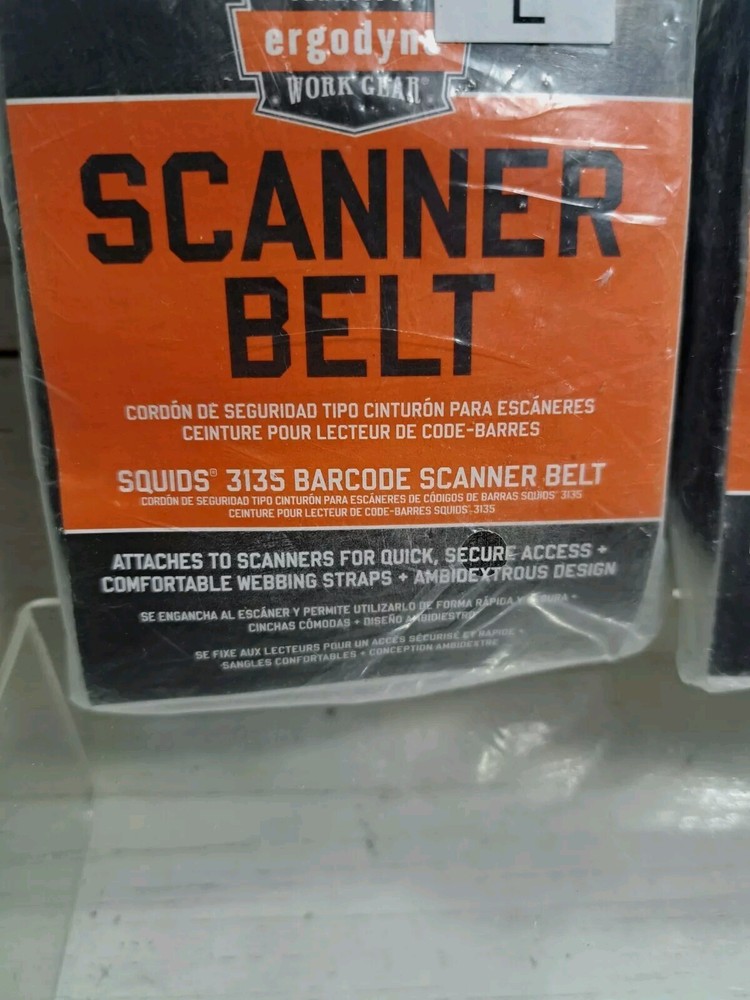 L
ergodyne
WORK GEAR®
SCANNER
BELT
CORDÓN DE SEGURIDAD TIPO CINTURÓN PARA ESCÁNERES
CEINTURE POUR LECTEUR DE CODE-BARRES
SQUIDS® 3135 BARCODE SCANNER BELT
CORDÓN DE SEGURIDAD TIPO CINTURÓN PARA ESCÁNERES DE CÓDIGOS DE BARRAS SQUIDS® 3135
CEINTURE POUR LECTEUR DE CODE-BARRES SQUIDS® 3135
ATTACHES TO SCANNERS FOR QUICK, SECURE ACCESS +
COMFORTABLE WEBBING STRAPS + AMBIDEXTROUS DESIGN
SE ENGANCHA AL ESCÁNER Y PERMITE UTILIZARLO DE FORMA RÁPIDA Y +
CINCHAS CÓMODAS + DISEÑO AMBIDIESTRO
SE FIXE AUX LECTEURS POUR UN ACCÈS SÉCURISÉ ET RAPIDE +
SANGLES CONFORTABLES + CONCEPTION AMBIDEXTRE